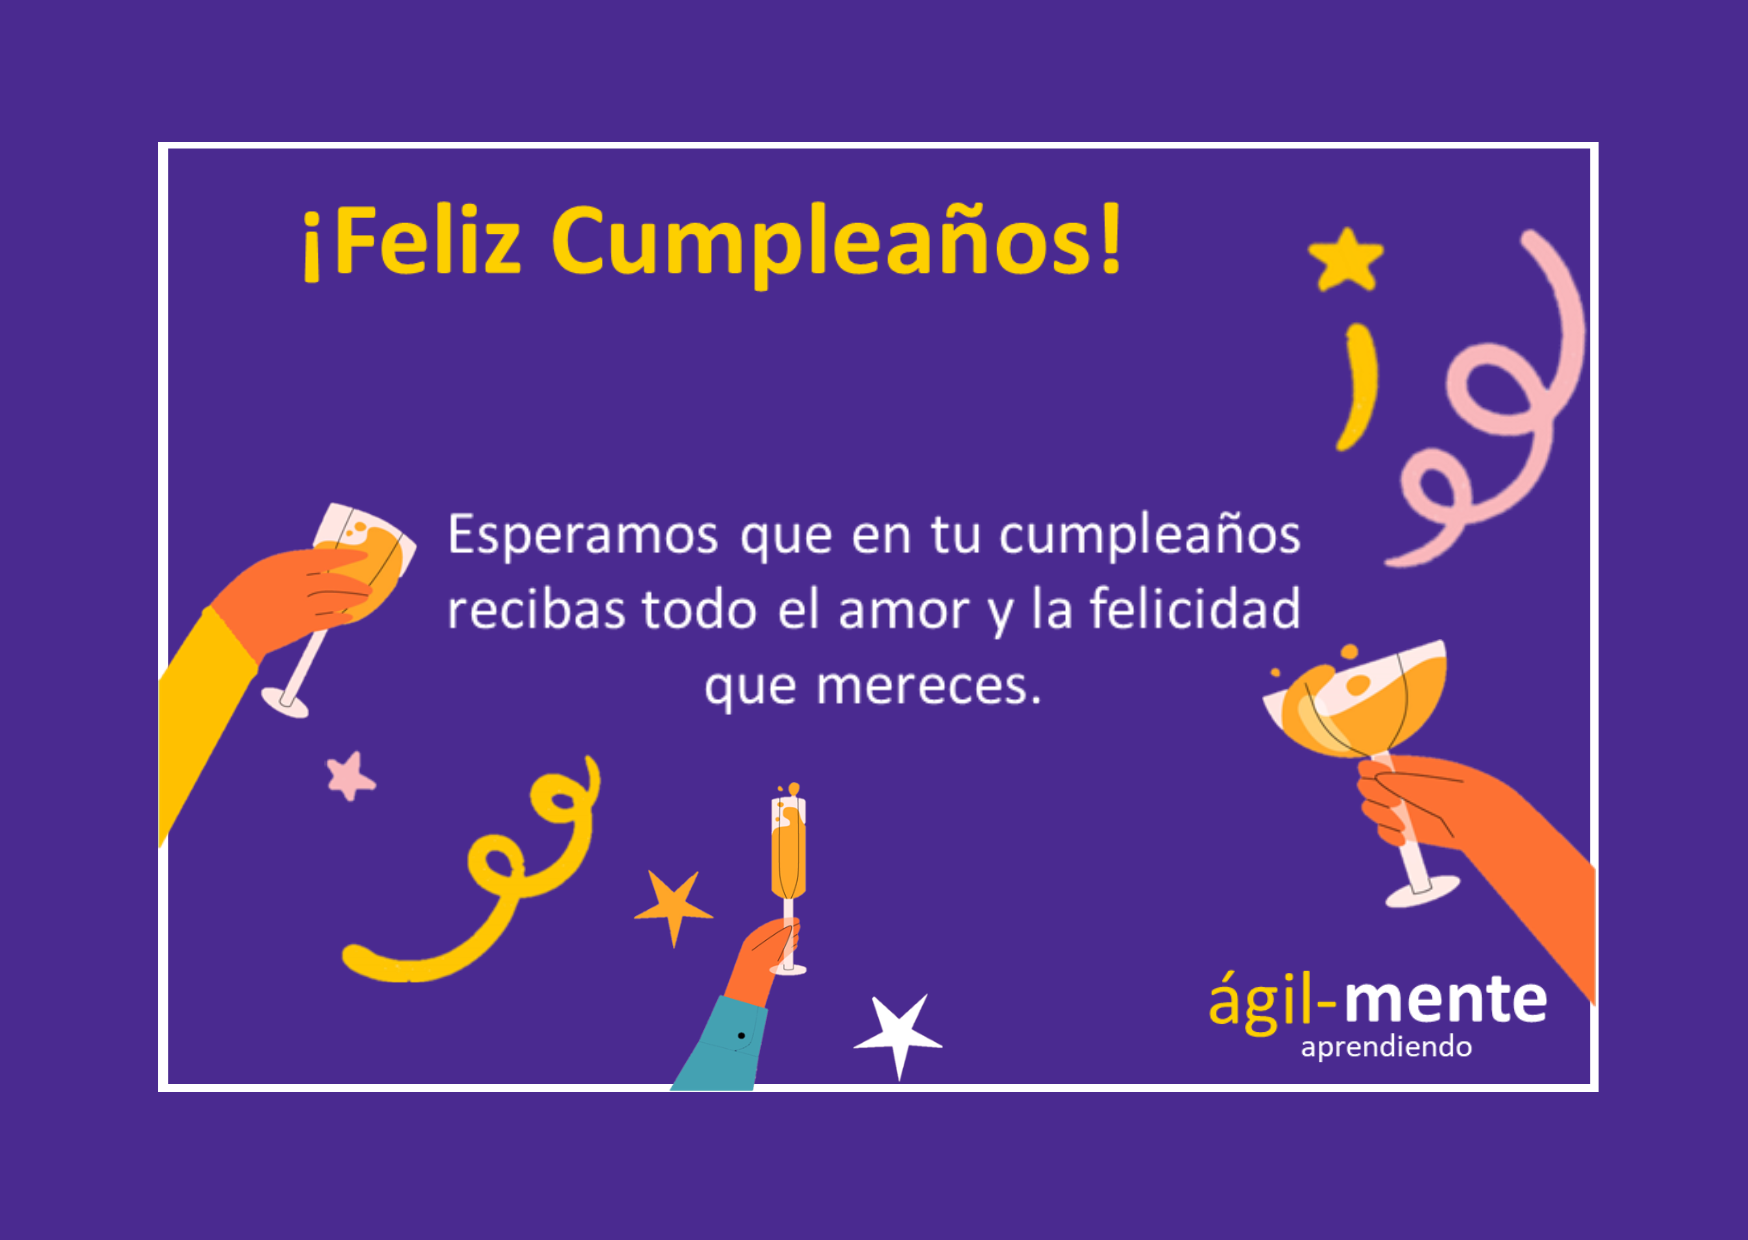 ¡Feliz Cumpleaños!
Esperamos que en tu cumpleaños
recibas todo el amor y la felicidad
que mereces.
ágil-mente
aprendiendo